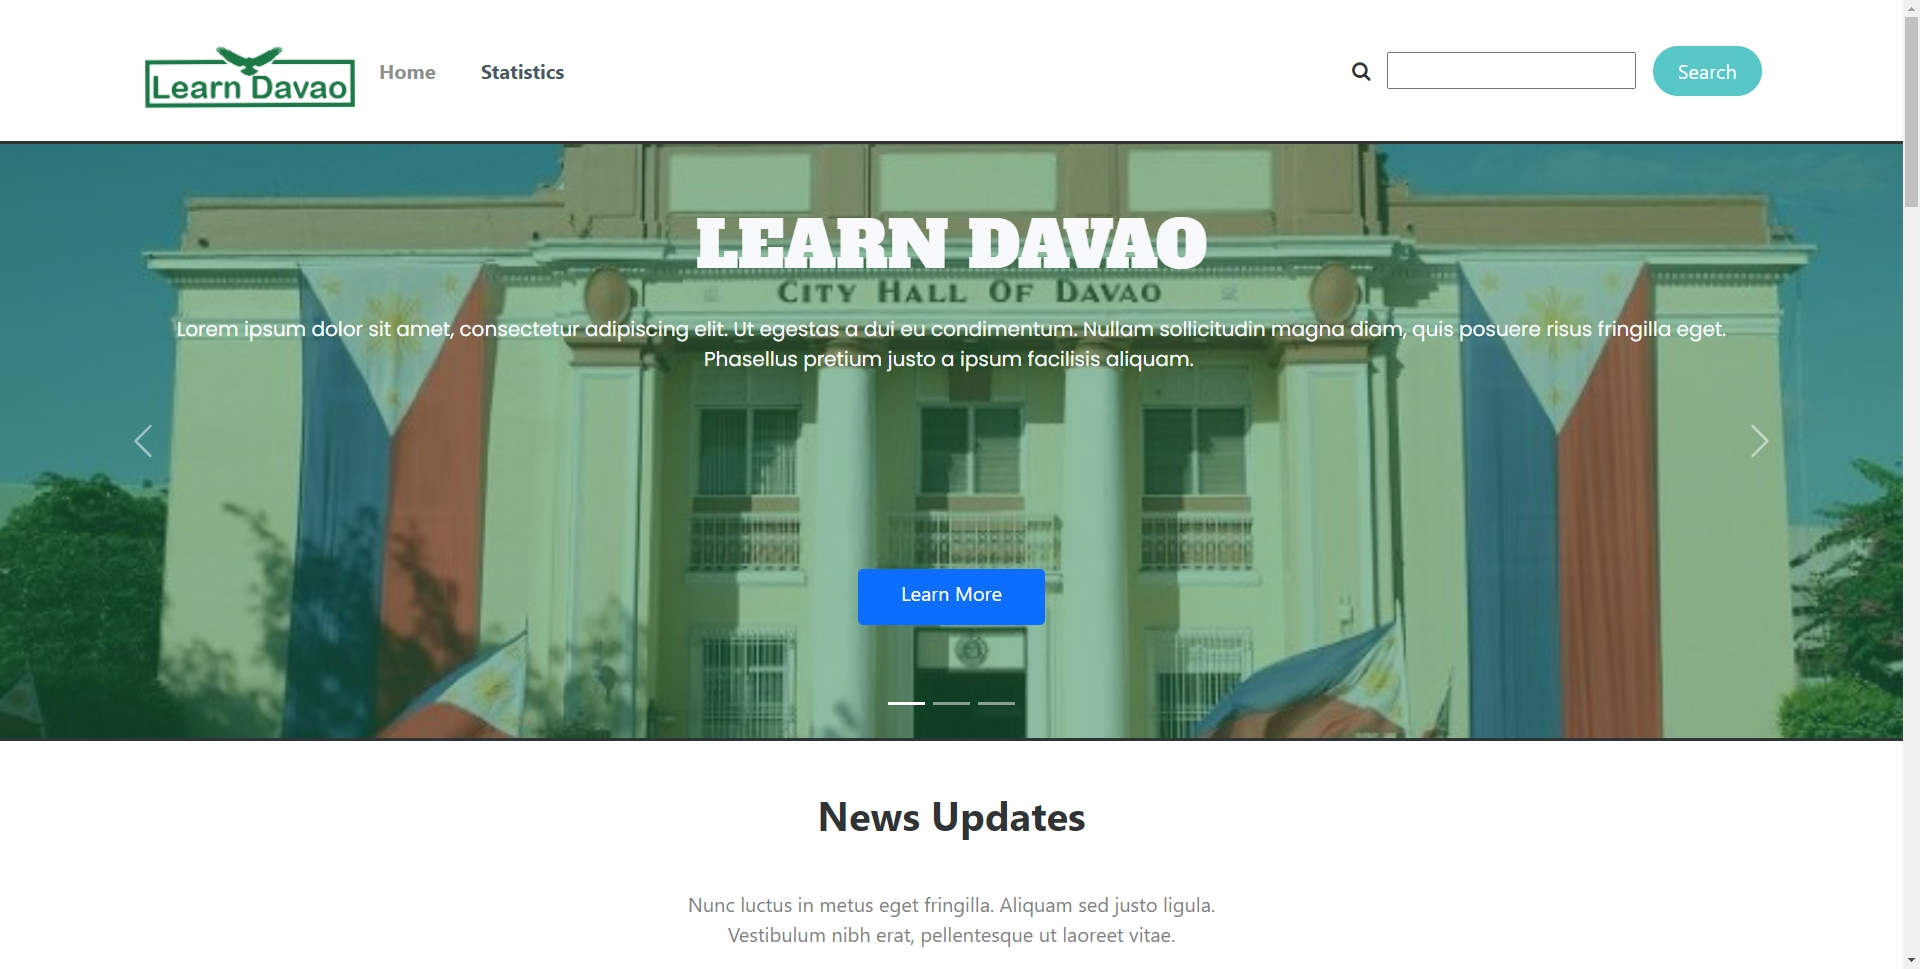 Learn Davao
Home
Statistics
Search
LEARN DAVAO
CITY HALL OF DAVAO
Lorem ipsum dolor sit amet, consectetur adipiscing elit. Ut egestas a dui eu condimentum. Nullam sollicitudin magna diam, quis posuere risus fringilla eget.
Phasellus pretium justo a ipsum facilisis aliquam.
Learn More
News Updates
Nunc luctus in metus eget fringilla. Aliquam sed justo ligula.
Vestibulum nibh erat, pellentesque ut laoreet vitae.